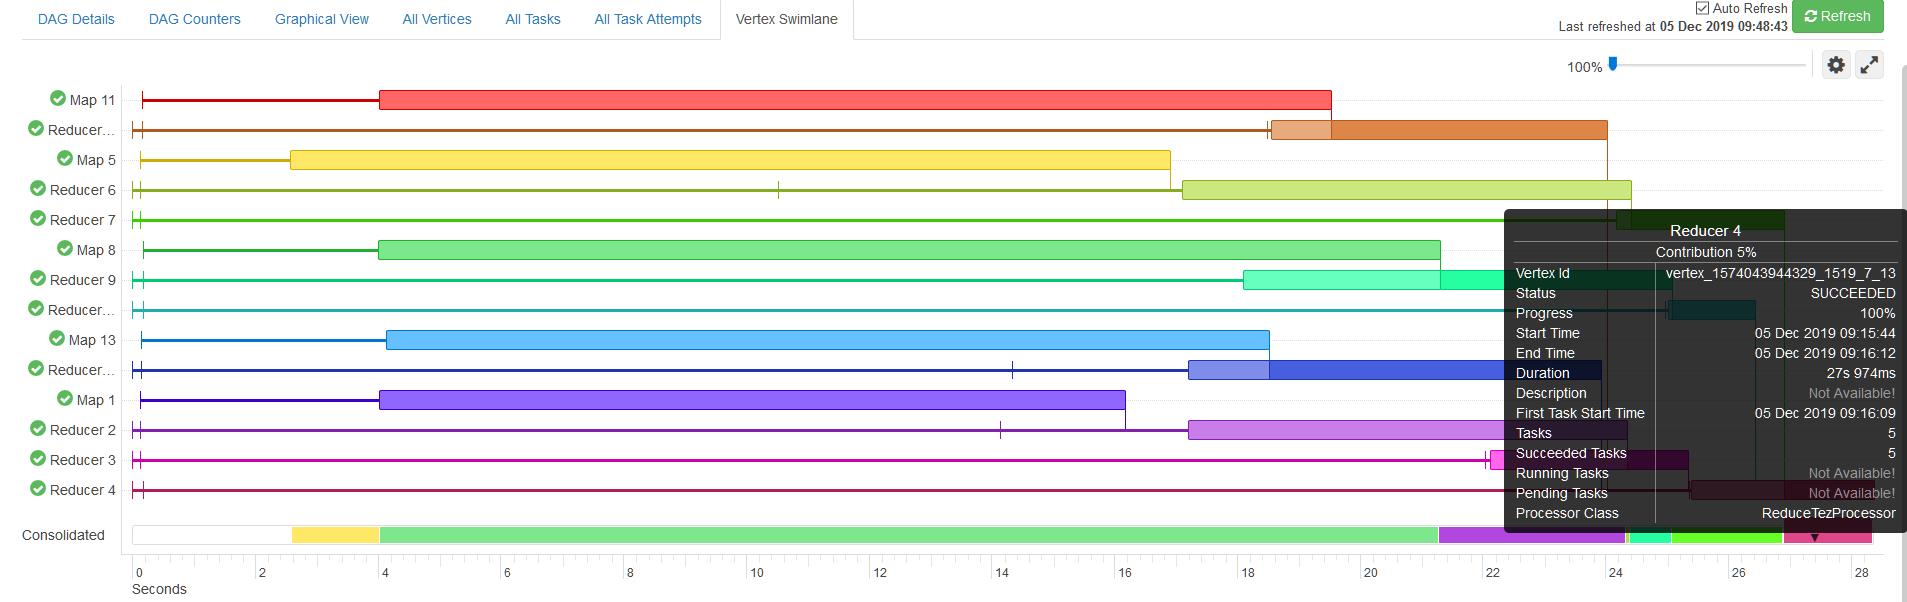 DAG Details DAG Counters Graphical View All Vertices All Tasks All Task Attempts Vertex Swimlane
Auto Refresh
Last refreshed at 05 Dec 2019 09:48:43
Refresh
100%
Map 11
Reducer...
Map 5
Reducer 6
Reducer 7
Map 8
Reducer 9
Reducer...
Map 13
Reducer...
Map 1
Reducer 2
Reducer 3
Reducer 4
Consolidated
Reducer 4
Contribution 5%
Vertex Id vertex_1574043944329_1519_7_13
Status SUCCEEDED
Progress 100%
Start Time 05 Dec 2019 09:15:44
End Time 05 Dec 2019 09:16:12
Duration 27s 974ms
Description Not Available!
First Task Start Time 05 Dec 2019 09:16:09
Tasks 5
Succeeded Tasks 5
Running Tasks Not Available!
Pending Tasks Not Available!
Processor Class ReduceTezProcessor
0 2 4 6 8 10 12 14 16 18 20 22 24 26 28
Seconds